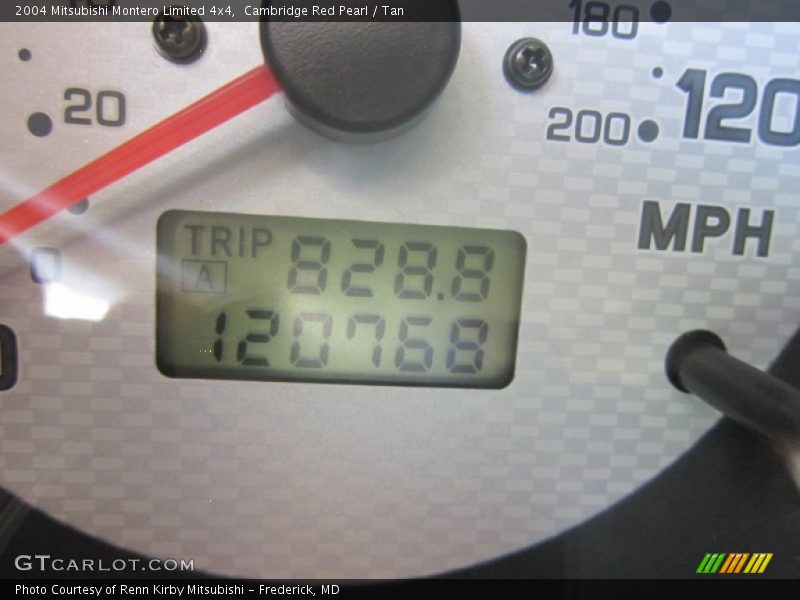 2004 Mitsubishi Montero Limited 4x4, Cambridge Red Pearl / Tan
180
20
120
200
MPH
TRIP 828.8
A
0
120768
GTCARLOT.COM
Photo Courtesy of Renn Kirby Mitsubishi – Frederick, MD